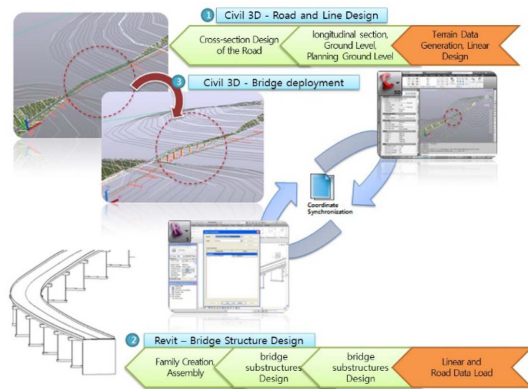 1 Civil 3D - Road and Line Design
Cross-section Design
of the Road
longitudinal section,
Ground Level,
Planning Ground Level
Terrain Data
Generation, Linear
Design
3 Civil 3D - Bridge deployment
Coordinate
Synchronization
2 Revit – Bridge Structure Design
Family Creation,
Assembly
bridge
substructures
Design
bridge
substructures
Design
Linear and
Road Data Load